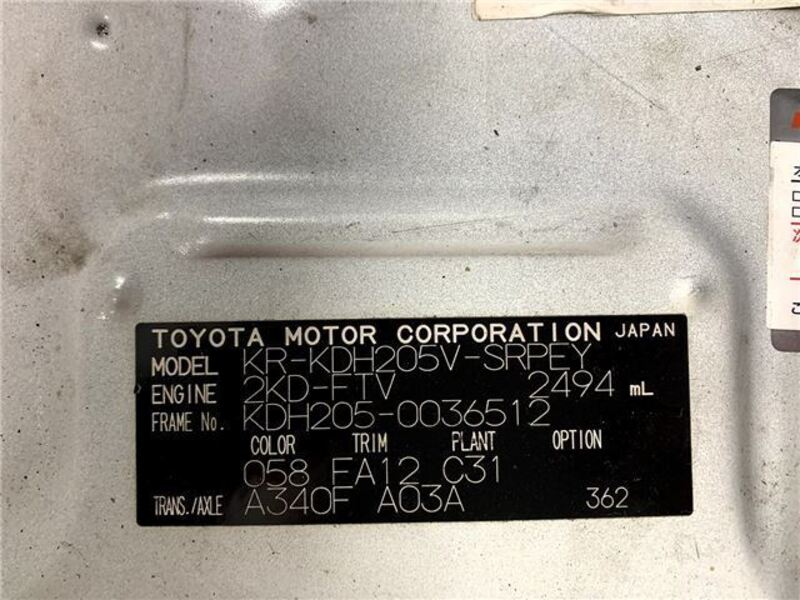 TOYOTA MOTOR CORPORATION JAPAN
MODEL KR-KDH205V-SRPEY
ENGINE 2KD-FTV 2494 mL
FRAME No. KDH205-0036512
COLOR TRIM PLANT OPTION
058 FA12 C31
TRANS./AXLE A340F A03A 362